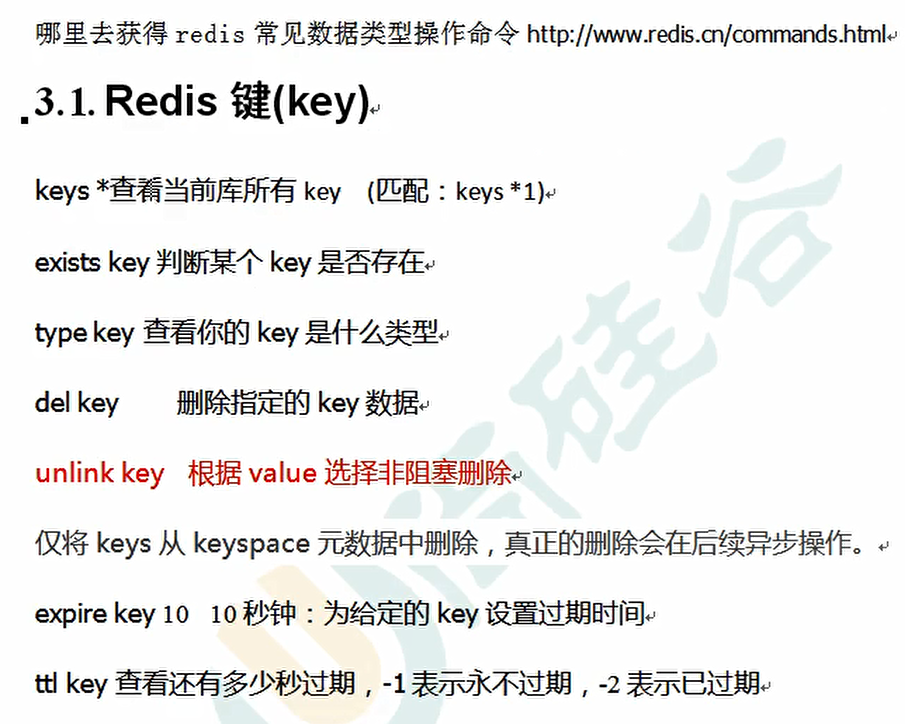 哪里去获得 redis 常见数据类型操作命令 http://www.redis.cn/commands.html
3.1. Redis 键(key)
keys *查看当前库所有 key (匹配：keys *1)
exists key 判断某个 key 是否存在
type key 查看你的 key 是什么类型
del key 删除指定的 key 数据
unlink key 根据 value 选择非阻塞删除
仅将 keys 从 keyspace 元数据中删除，真正的删除会在后续异步操作。
expire key 10 10 秒钟：为给定的 key 设置过期时间
ttl key 查看还有多少秒过期，-1 表示永不过期，-2 表示已过期
尚硅谷